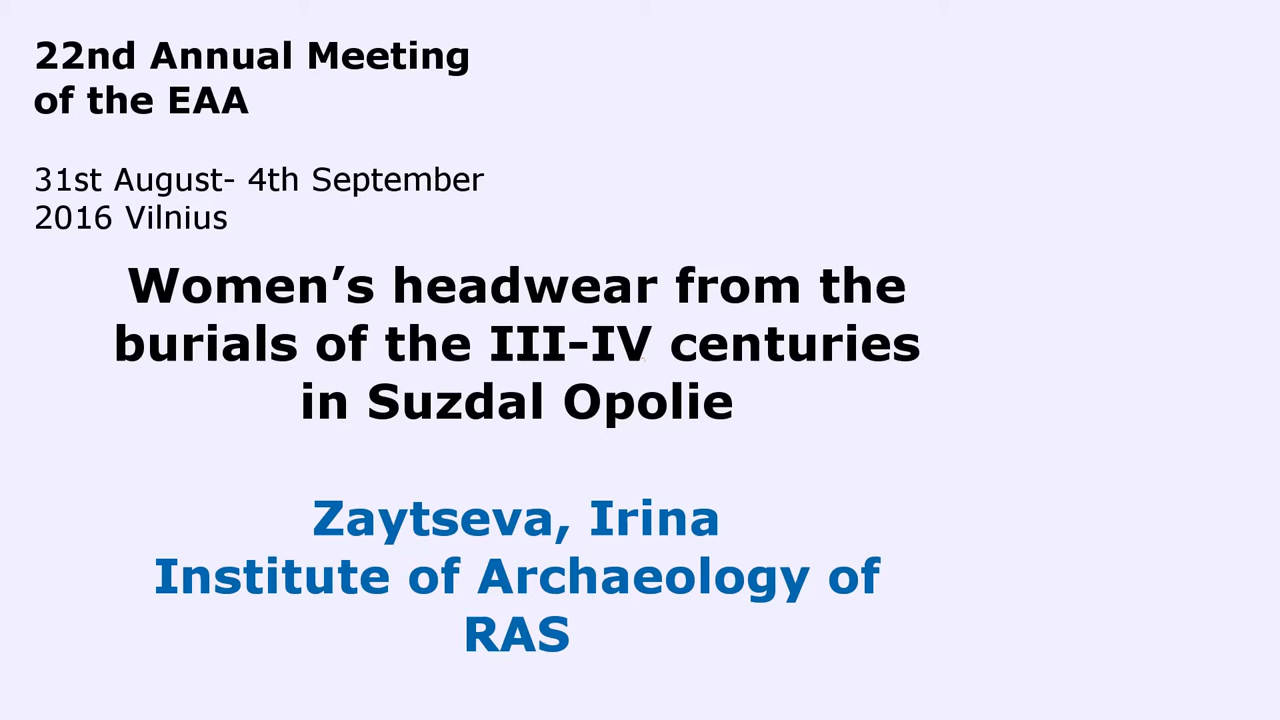 22nd Annual Meeting
of the EAA
31st August- 4th September
2016 Vilnius
Women’s headwear from the
burials of the III-IV centuries
in Suzdal Opolie
Zaytseva, Irina
Institute of Archaeology of
RAS